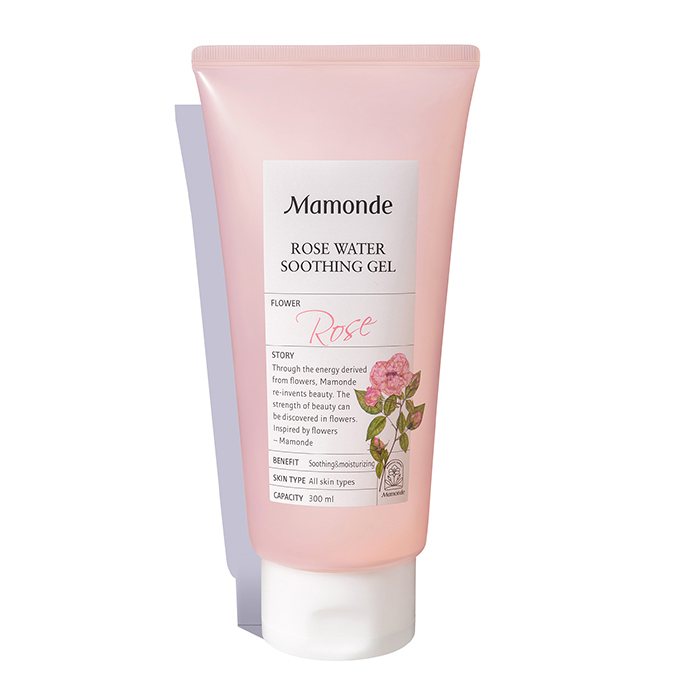 Mamonde
ROSE WATER
SOOTHING GEL
FLOWER
Rose
STORY
Through the energy derived
from flowers, Mamonde
re-invents beauty. The
strength of beauty can
be discovered in flowers.
Inspired by flowers
– Mamonde
BENEFIT Soothing&moisturizing
SKIN TYPE All skin types
CAPACITY 300 ml
Mamonde